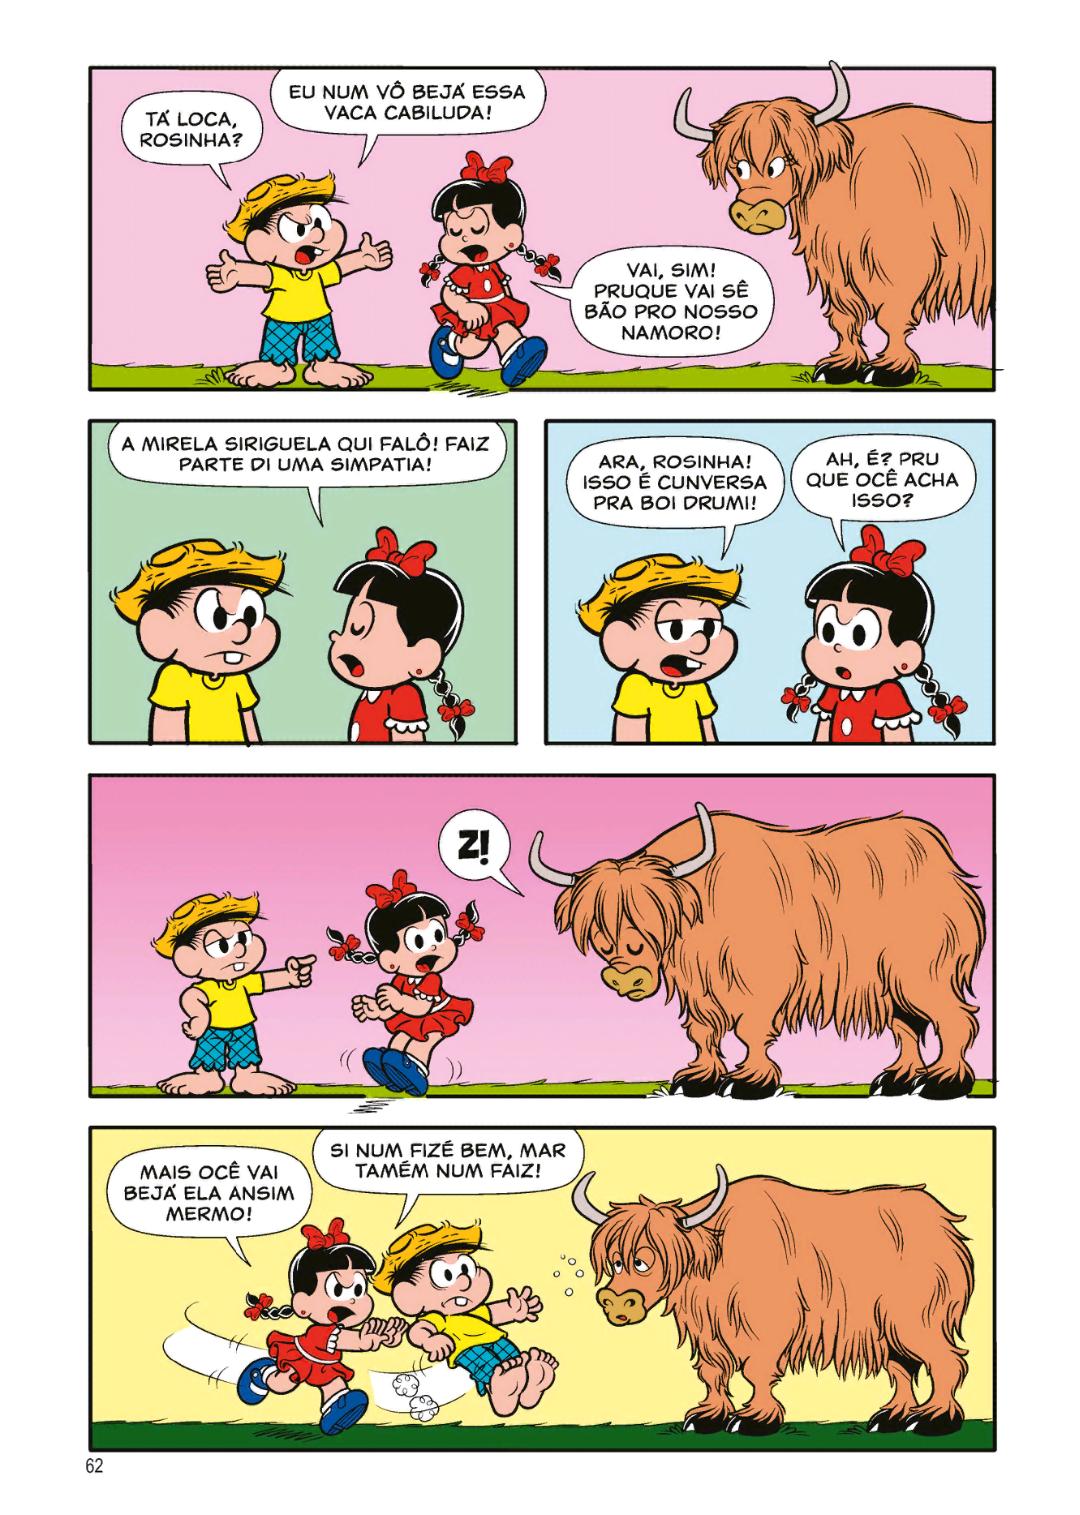 TÁ LOCA,
ROSINHA?
EU NUM VÔ BEJÁ ESSA
VACA CABILUDA!
VAI, SIM!
PRUQUE VAI SÊ
BÃO PRO NOSSO
NAMORO!
A MIRELA SIRIGUELA QUI FALÔ! FAIZ
PARTE DI UMA SIMPATIA!
ARA, ROSINHA!
ISSO É CUNVERSA
PRA BOI DRUMI!
AH, É? PRU
QUE OCÊ ACHA
ISSO?
Z!
MAIS OCÊ VAI
BEJÁ ELA ANSIM
MERMO!
SI NUM FIZÉ BEM, MAR
TAMÉM NUM FAIZ!
62